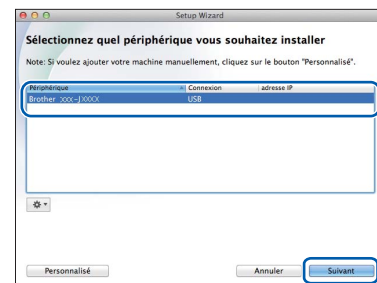 Setup Wizard
Sélectionnez quel périphérique vous souhaitez installer
Note: Si voulez ajouter votre machine manuellement, cliquez sur le bouton "Personnalisé".
Périphérique Connexion adresse IP
Brother XXX-JXXXX USB
Personnalisé Annuler Suivant